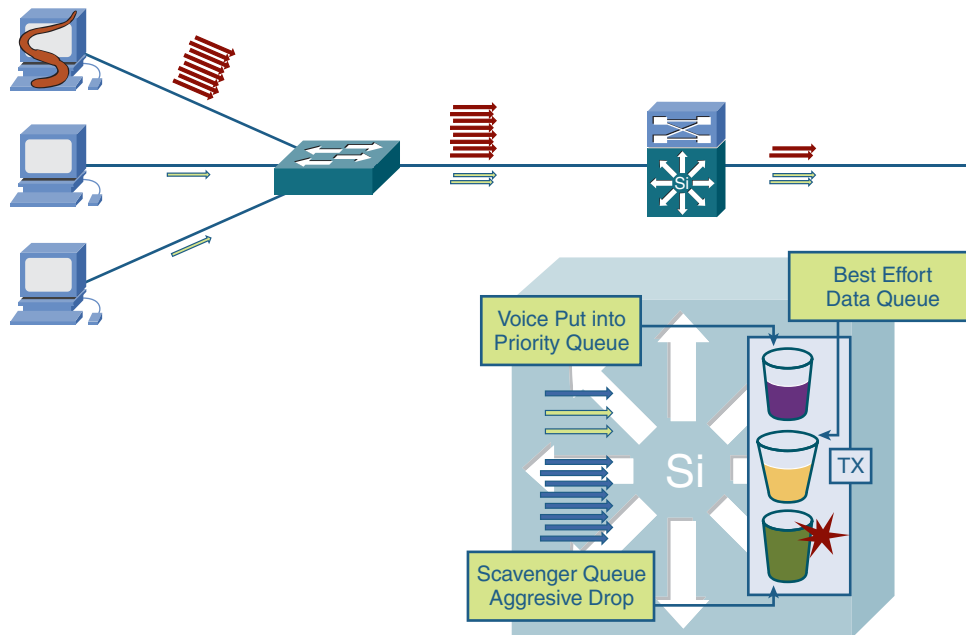 Si
Best Effort
Data Queue
Voice Put into
Priority Queue
Si
TX
Scavenger Queue
Aggresive Drop